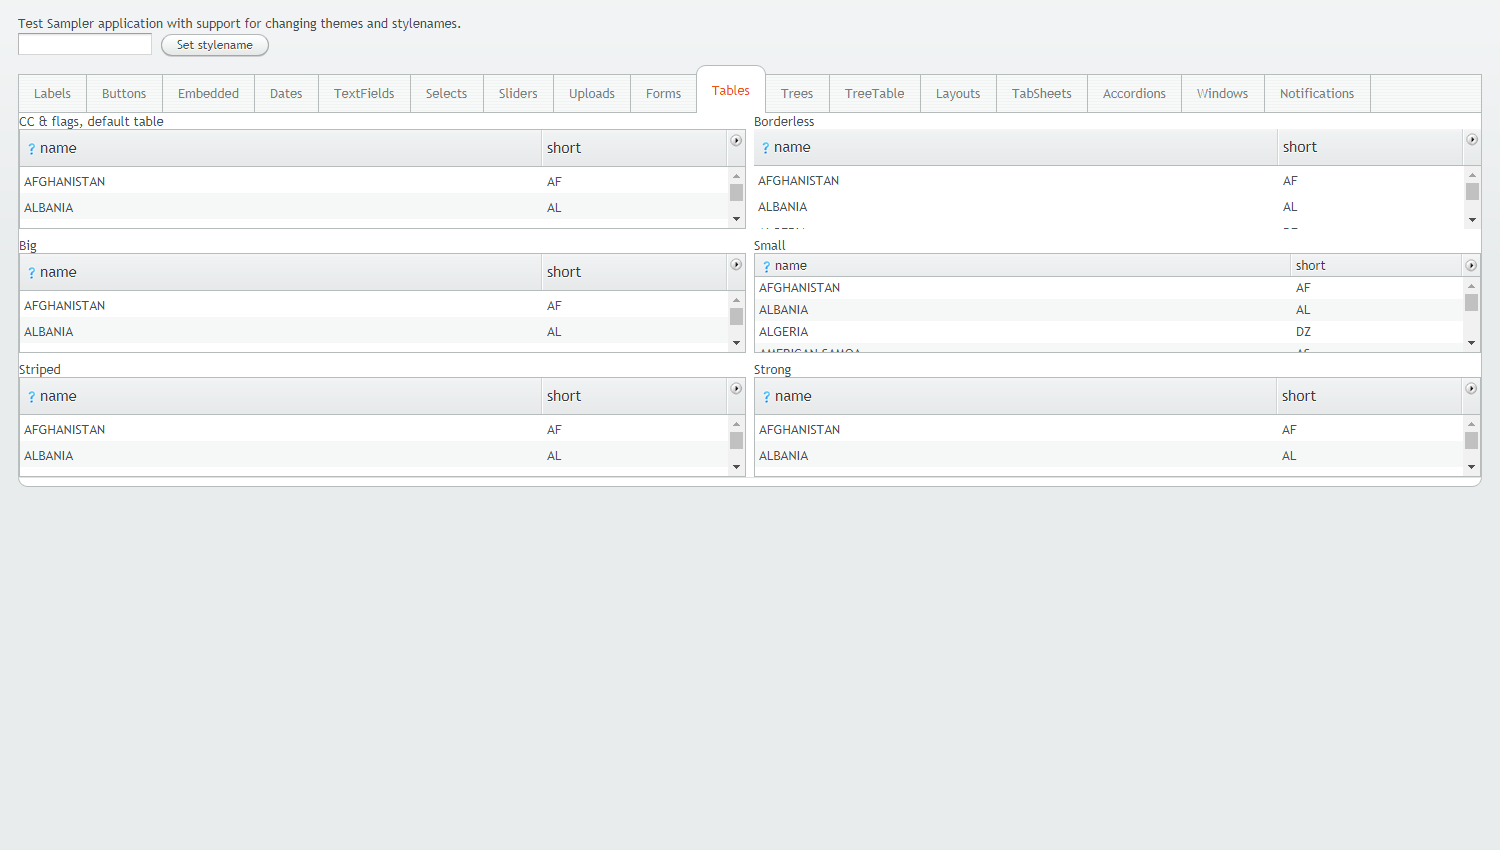 Test Sampler application with support for changing themes and stylenames.
Set stylename
Labels Buttons Embedded Dates TextFields Selects Sliders Uploads Forms Tables Trees TreeTable Layouts TabSheets Accordions Windows Notifications
CC & flags, default table
? name short
AFGHANISTAN AF
ALBANIA AL
Borderless
? name short
AFGHANISTAN AF
ALBANIA AL
Big
? name short
AFGHANISTAN AF
ALBANIA AL
Small
? name short
AFGHANISTAN AF
ALBANIA AL
ALGERIA DZ
AMERICAN SAMOA AS
Striped
? name short
AFGHANISTAN AF
ALBANIA AL
Strong
? name short
AFGHANISTAN AF
ALBANIA AL